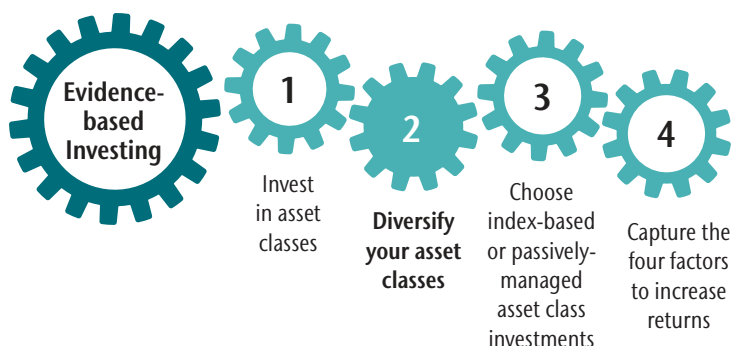 Evidence-
based
Investing
1
Invest
in asset
classes
2
Diversify
your asset
classes
3
Choose
index-based
or passively-
managed
asset class
investments
4
Capture the
four factors
to increase
returns